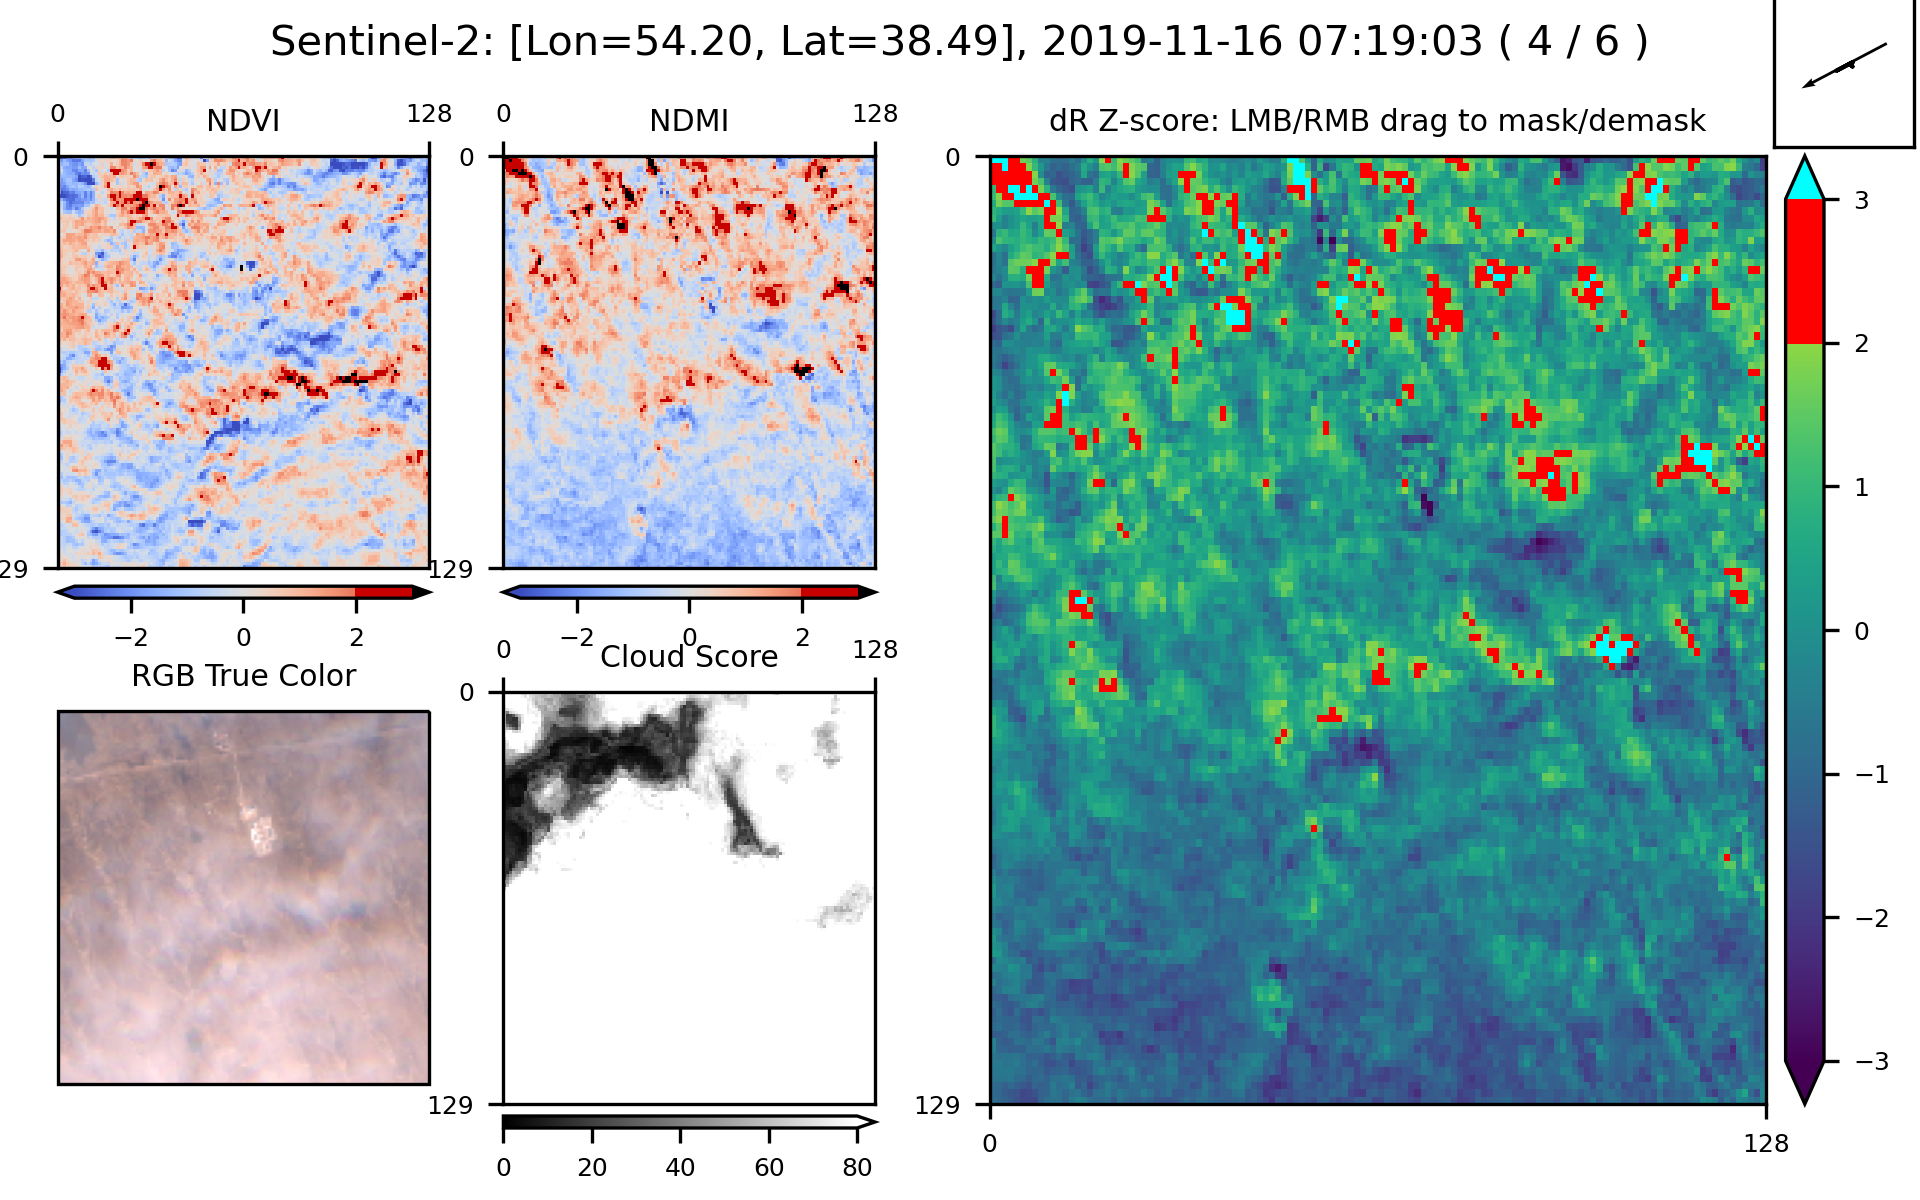 Sentinel-2: [Lon=54.20, Lat=38.49], 2019-11-16 07:19:03 ( 4 / 6 )
0 NDVI 128
0 NDMI 128
dR Z-score: LMB/RMB drag to mask/demask
0
0
0
3
2
1
0
−1
−2
−3
29
129
−2 0 2
−2 0 2
RGB True Color
0 Cloud Score 128
0
129
129
0 20 40 60 80
0 128